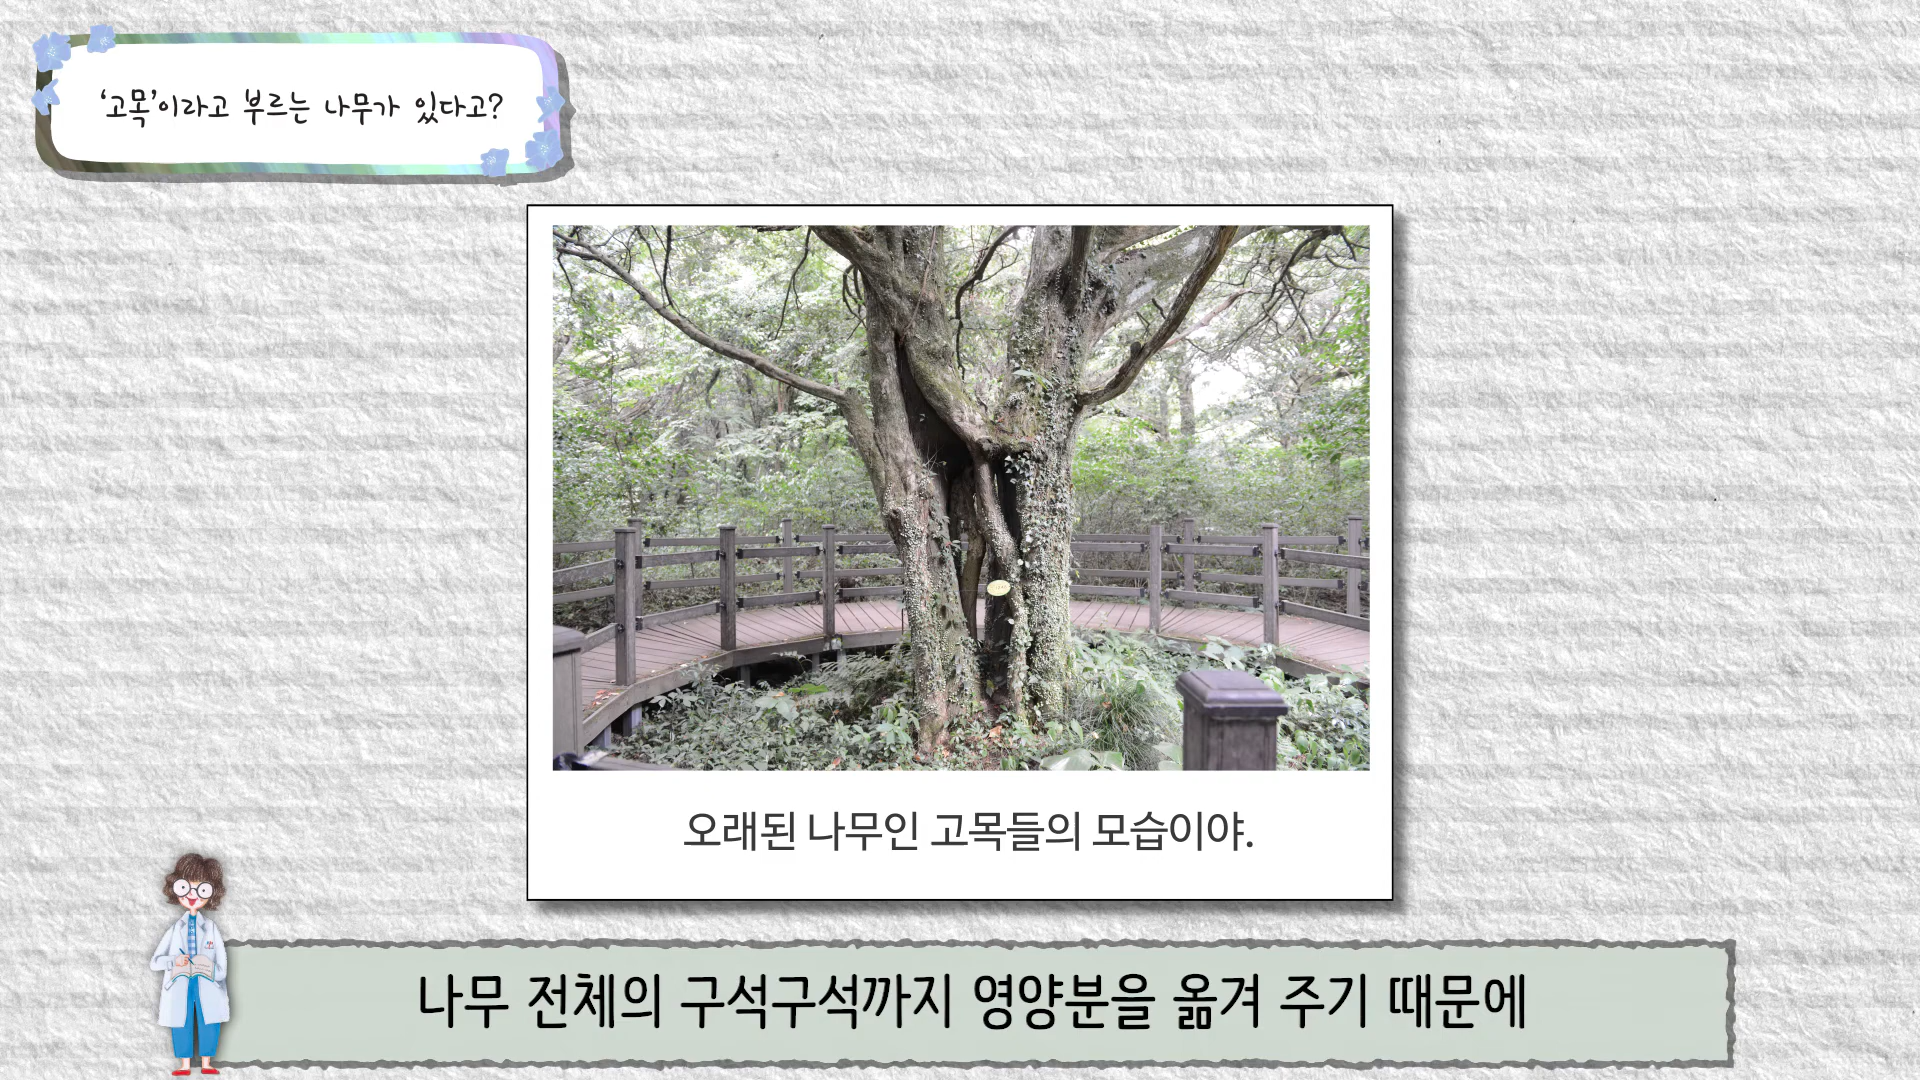 ‘고목’이라고 부르는 나무가 있다고?
오래된 나무인 고목들의 모습이야.
나무 전체의 구석구석까지 영양분을 옮겨 주기 때문에